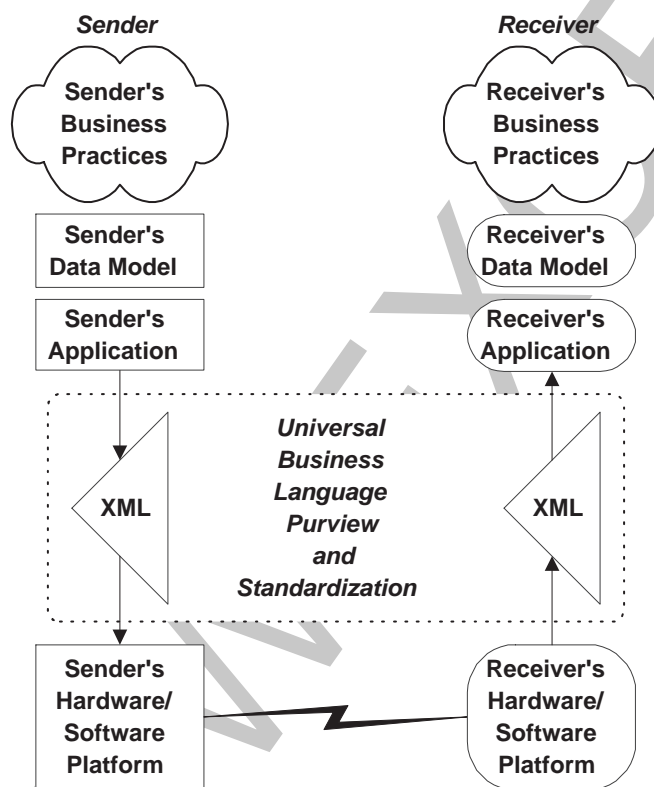 Sender
Receiver
Sender's
Business
Practices
Receiver's
Business
Practices
Sender's
Data Model
Receiver's
Data Model
Sender's
Application
Receiver's
Application
XML
Universal
Business
Language
Purview
and
Standardization
XML
Sender's
Hardware/
Software
Platform
Receiver's
Hardware/
Software
Platform